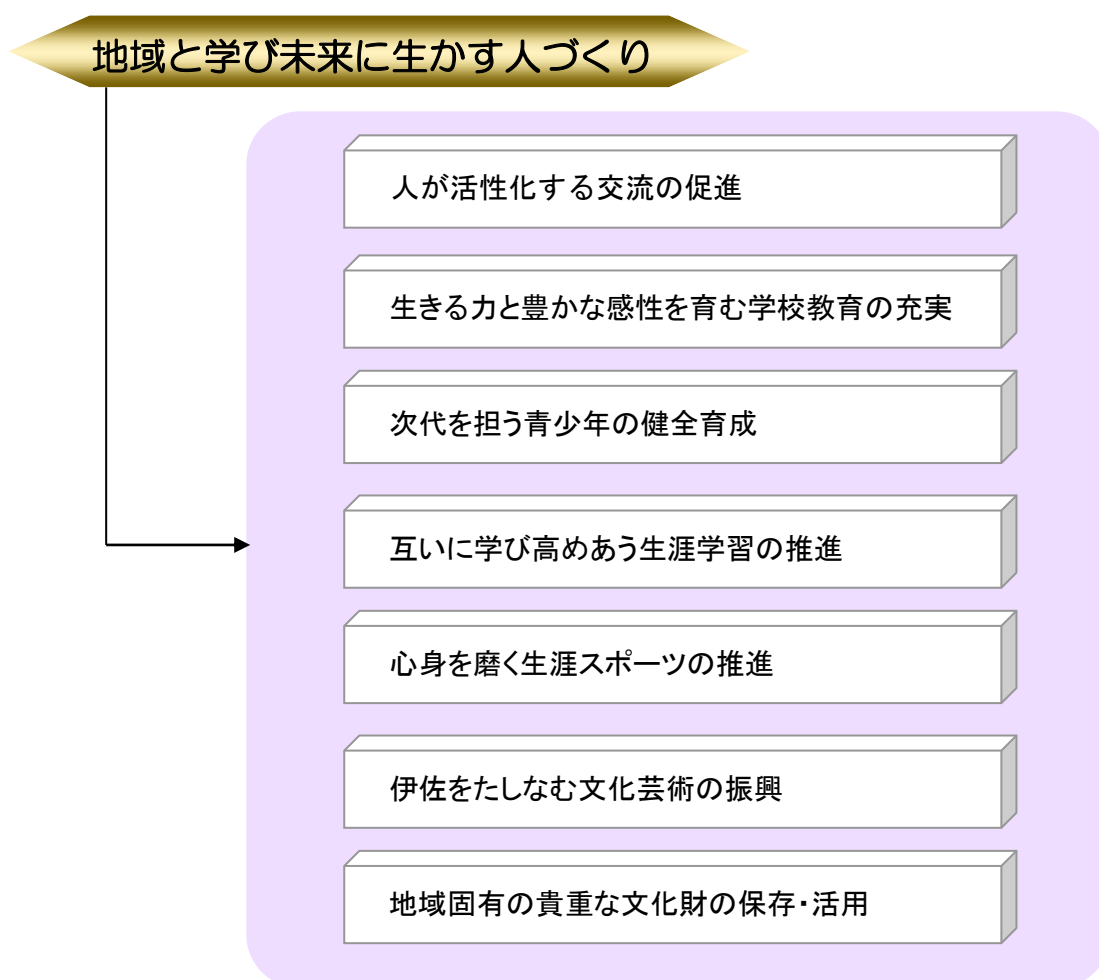 地域と学び未来に生かす人づくり
人が活性化する交流の促進
生きる力と豊かな感性を育む学校教育の充実
次代を担う青少年の健全育成
互いに学び高めあう生涯学習の推進
心身を磨く生涯スポーツの推進
伊佐をたしなむ文化芸術の振興
地域固有の貴重な文化財の保存・活用